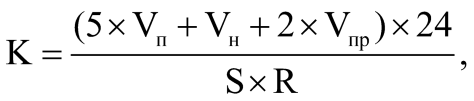 K = (5 × Vп + Vн + 2 × Vпр) × 24 / S × R,